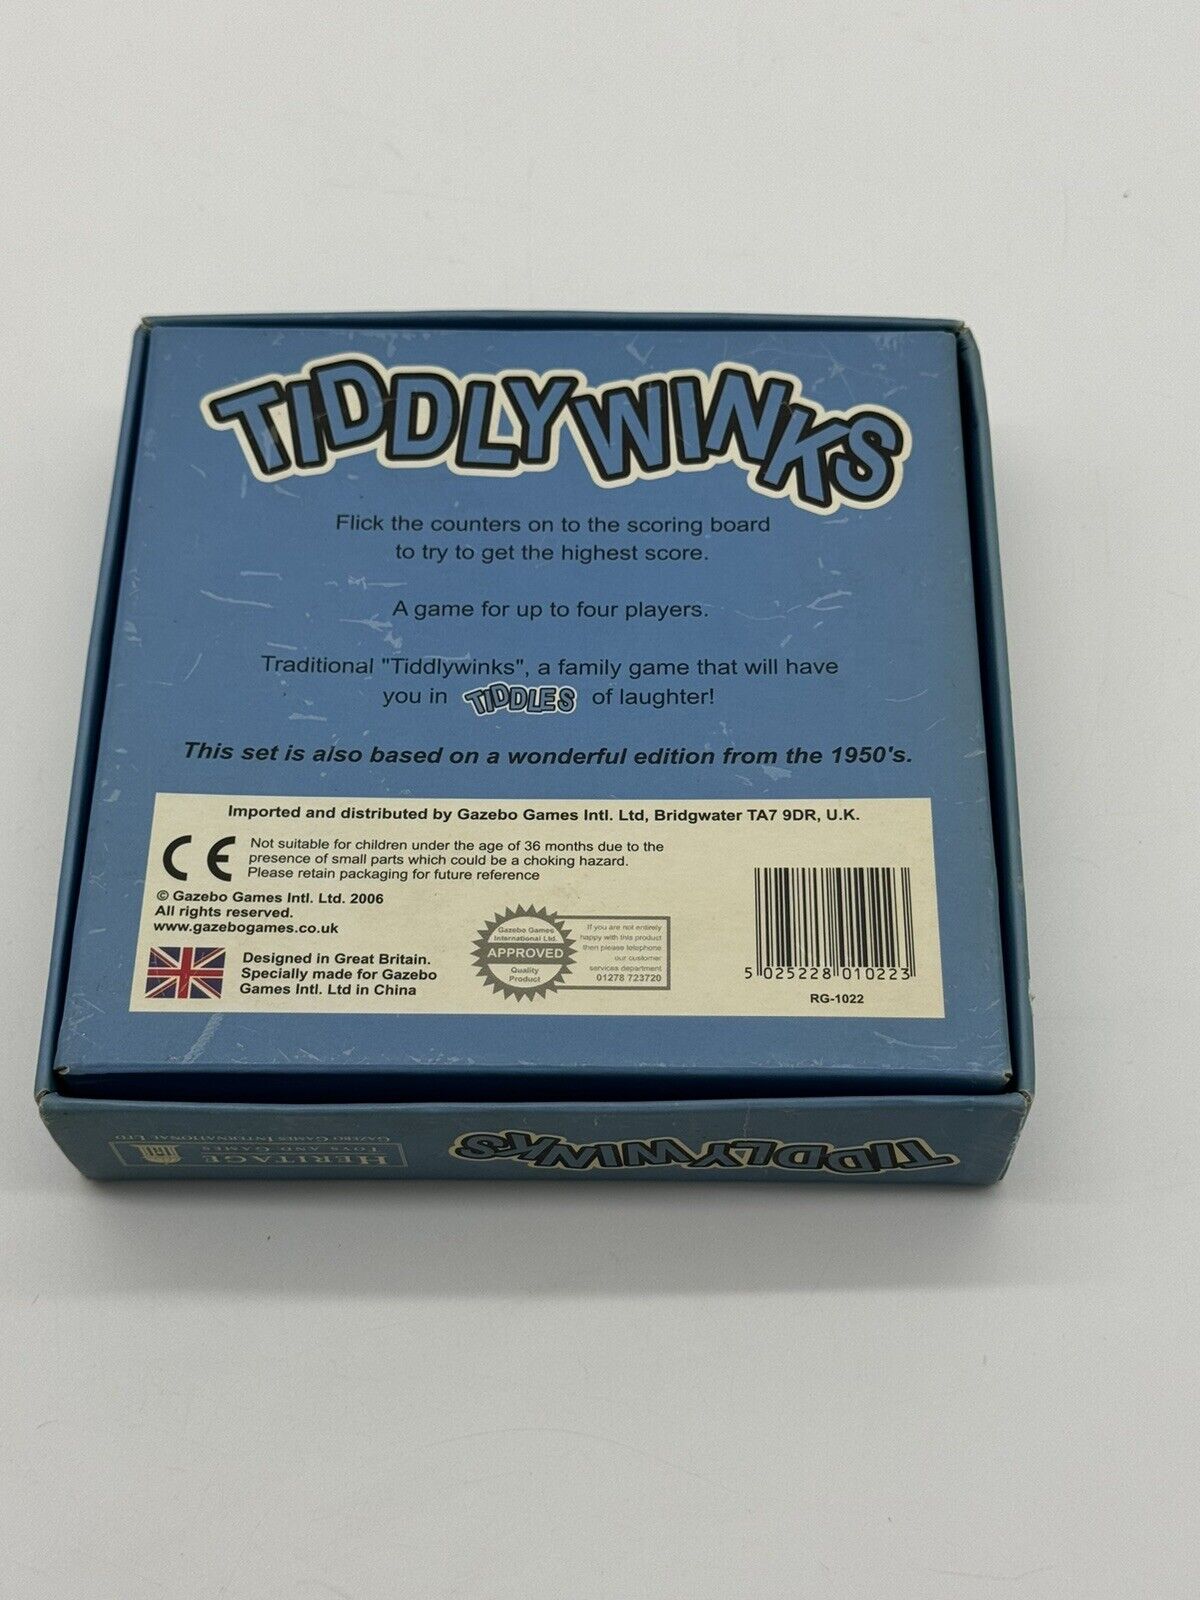 TIDDLYWINKS
Flick the counters on to the scoring board
to try to get the highest score.
A game for up to four players.
Traditional "Tiddlywinks", a family game that will have
you in TIDDLES of laughter!
This set is also based on a wonderful edition from the 1950's.
Imported and distributed by Gazebo Games Intl. Ltd, Bridgwater TA7 9DR, U.K.
CE
Not suitable for children under the age of 36 months due to the
presence of small parts which could be a choking hazard.
Please retain packaging for future reference
© Gazebo Games Intl. Ltd. 2006
All rights reserved.
www.gazebogames.co.uk
Designed in Great Britain.
Specially made for Gazebo
Games Intl. Ltd in China
Gazebo Games
International Ltd.
APPROVED
Quality
Product
If you are not entirely
happy with this product
then please telephone
our customer
services department
01278 723720
5 025228 010223
RG-1022
TIDDLYWINKS
HERITAGE
TOYS AND GAMES
GAZEBO GAMES INTERNATIONAL LTD